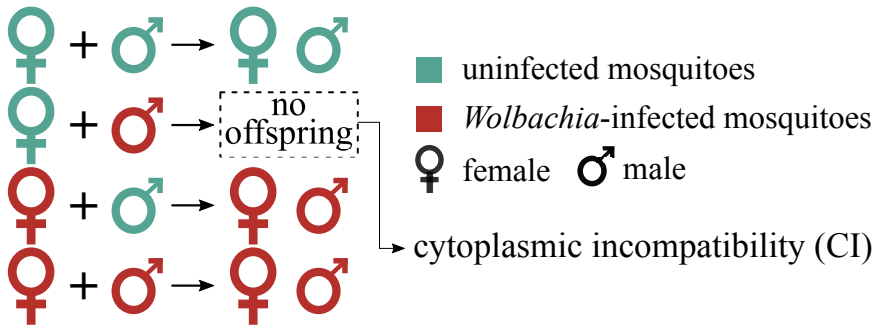 no
offspring
uninfected mosquitoes
Wolbachia-infected mosquitoes
female
male
cytoplasmic incompatibility (CI)